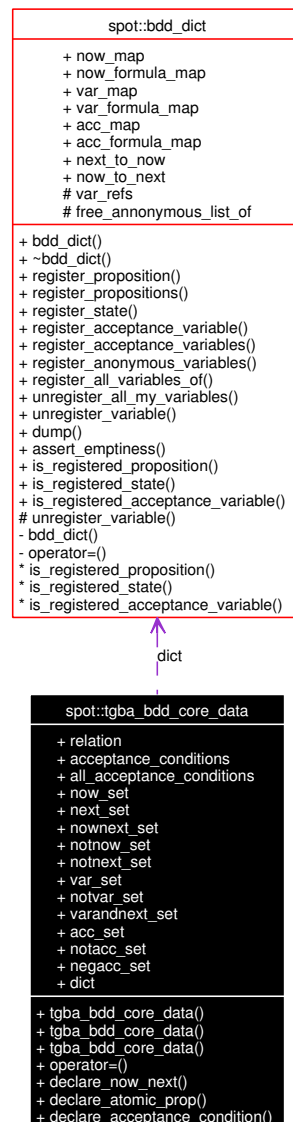 spot::bdd_dict
+ now_map
+ now_formula_map
+ var_map
+ var_formula_map
+ acc_map
+ acc_formula_map
+ next_to_now
+ now_to_next
# var_refs
# free_annonymous_list_of
+ bdd_dict()
+ ~bdd_dict()
+ register_proposition()
+ register_propositions()
+ register_state()
+ register_acceptance_variable()
+ register_acceptance_variables()
+ register_anonymous_variables()
+ register_all_variables_of()
+ unregister_all_my_variables()
+ unregister_variable()
+ dump()
+ assert_emptiness()
+ is_registered_proposition()
+ is_registered_state()
+ is_registered_acceptance_variable()
# unregister_variable()
- bdd_dict()
- operator=()
* is_registered_proposition()
* is_registered_state()
* is_registered_acceptance_variable()
dict
spot::tgba_bdd_core_data
+ relation
+ acceptance_conditions
+ all_acceptance_conditions
+ now_set
+ next_set
+ nownext_set
+ notnow_set
+ notnext_set
+ var_set
+ notvar_set
+ varandnext_set
+ acc_set
+ notacc_set
+ negacc_set
+ dict
+ tgba_bdd_core_data()
+ tgba_bdd_core_data()
+ tgba_bdd_core_data()
+ operator=()
+ declare_now_next()
+ declare_atomic_prop()
+ declare_acceptance_condition()